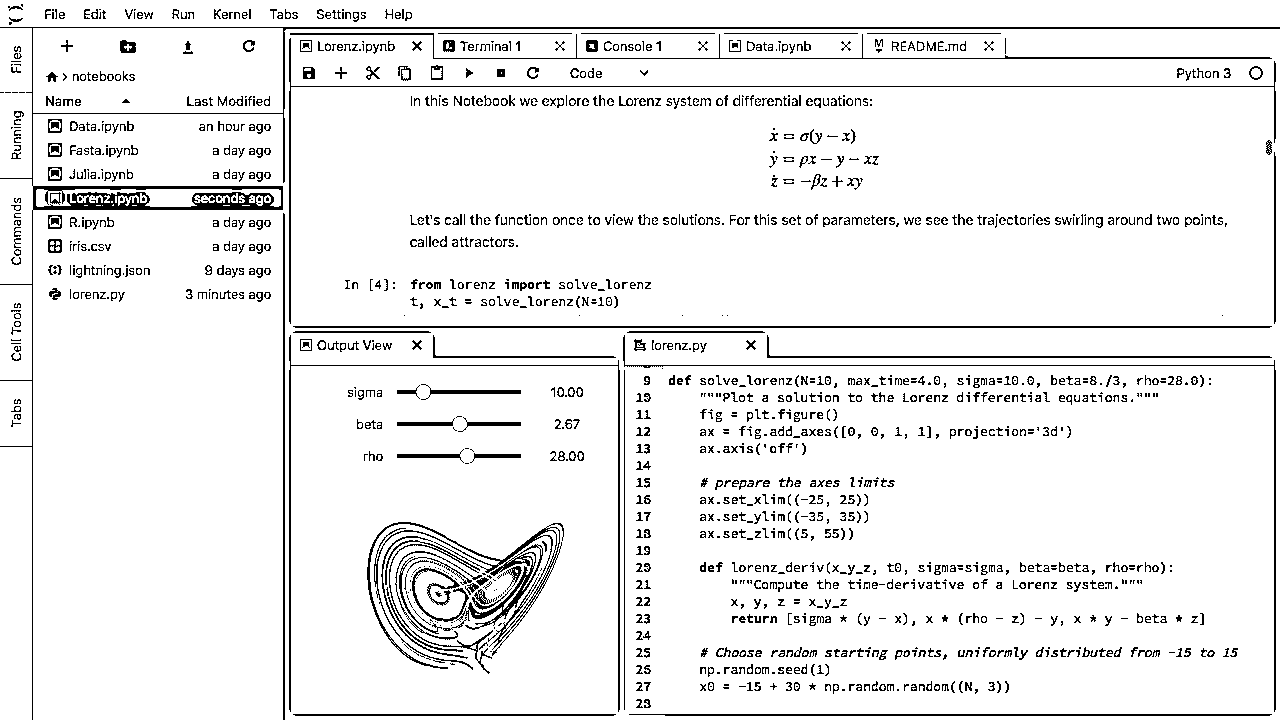 File Edit View Run Kernel Tabs Settings Help
Files
Running
Commands
Cell Tools
Tabs
notebooks
Name Last Modified
Data.ipynb an hour ago
Fasta.ipynb a day ago
Julia.ipynb a day ago
Lorenz.ipynb seconds ago
R.ipynb a day ago
iris.csv a day ago
lightning.json 9 days ago
lorenz.py 3 minutes ago
Lorenz.ipynb Terminal 1 Console 1 Data.ipynb README.md
Code Python 3
In this Notebook we explore the Lorenz system of differential equations:
ẋ = σ(y − x)
ẏ = ρx − y − xz
ż = −βz + xy
Let's call the function once to view the solutions. For this set of parameters, we see the trajectories swirling around two points,
called attractors.
In [4]: from lorenz import solve_lorenz
t, x_t = solve_lorenz(N=10)
Output View
sigma 10.00
beta 2.67
rho 28.00
lorenz.py
9 def solve_lorenz(N=10, max_time=4.0, sigma=10.0, beta=8./3, rho=28.0):
10 """Plot a solution to the Lorenz differential equations."""
11 fig = plt.figure()
12 ax = fig.add_axes([0, 0, 1, 1], projection='3d')
13 ax.axis('off')
14
15 # prepare the axes limits
16 ax.set_xlim((-25, 25))
17 ax.set_ylim((-35, 35))
18 ax.set_zlim((5, 55))
19
20 def lorenz_deriv(x_y_z, t0, sigma=sigma, beta=beta, rho=rho):
21 """Compute the time-derivative of a Lorenz system."""
22 x, y, z = x_y_z
23 return [sigma * (y - x), x * (rho - z) - y, x * y - beta * z]
24
25 # Choose random starting points, uniformly distributed from -15 to 15
26 np.random.seed(1)
27 x0 = -15 + 30 * np.random.random((N, 3))
28